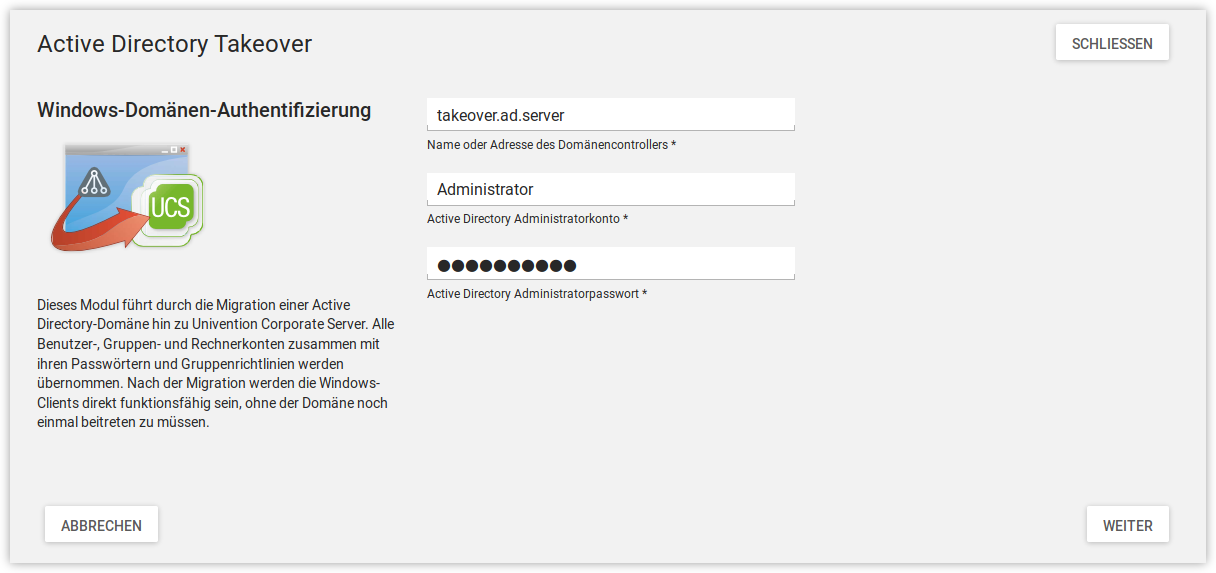 Active Directory Takeover
SCHLIESSEN
Windows-Domänen-Authentifizierung
UCS
Dieses Modul führt durch die Migration einer Active
Directory-Domäne hin zu Univention Corporate Server. Alle
Benutzer-, Gruppen- und Rechnerkonten zusammen mit
ihren Passwörtern und Gruppenrichtlinien werden
übernommen. Nach der Migration werden die Windows-
Clients direkt funktionsfähig sein, ohne der Domäne noch
einmal beitreten zu müssen.
takeover.ad.server
Name oder Adresse des Domänencontrollers *
Administrator
Active Directory Administratorkonto *
●●●●●●●●●●
Active Directory Administratorpasswort *
ABBRECHEN
WEITER